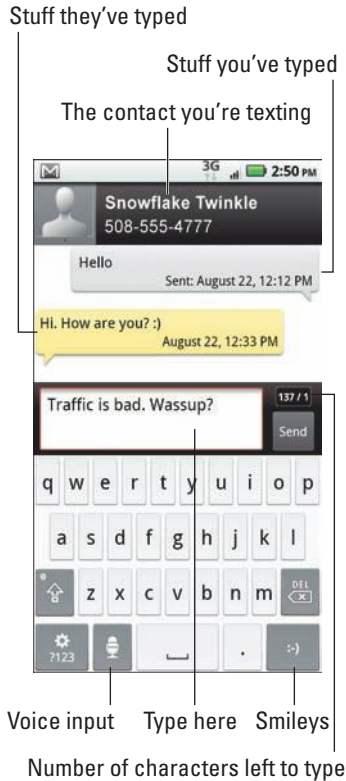 Stuff they've typed
Stuff you've typed
The contact you're texting
3G 2:50 PM
Snowflake Twinkle
508-555-4777
Hello
Sent: August 22, 12:12 PM
Hi. How are you? :)
August 22, 12:33 PM
Traffic is bad. Wassup?
137 / 1
Send
q w e r t y u i o p
a s d f g h j k l
z x c v b n m DEL
?123 . :-)
Voice input Type here Smileys
Number of characters left to type